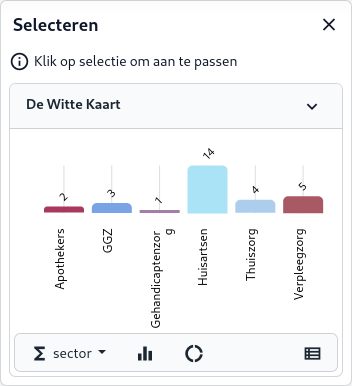 Selecteren
Klik op selectie om aan te passen
De Witte Kaart
2
3
1
14
4
5
Apothekers
GGZ
Gehandicaptenzor
g
Huisartsen
Thuiszorg
Verpleegzorg
Σ sector